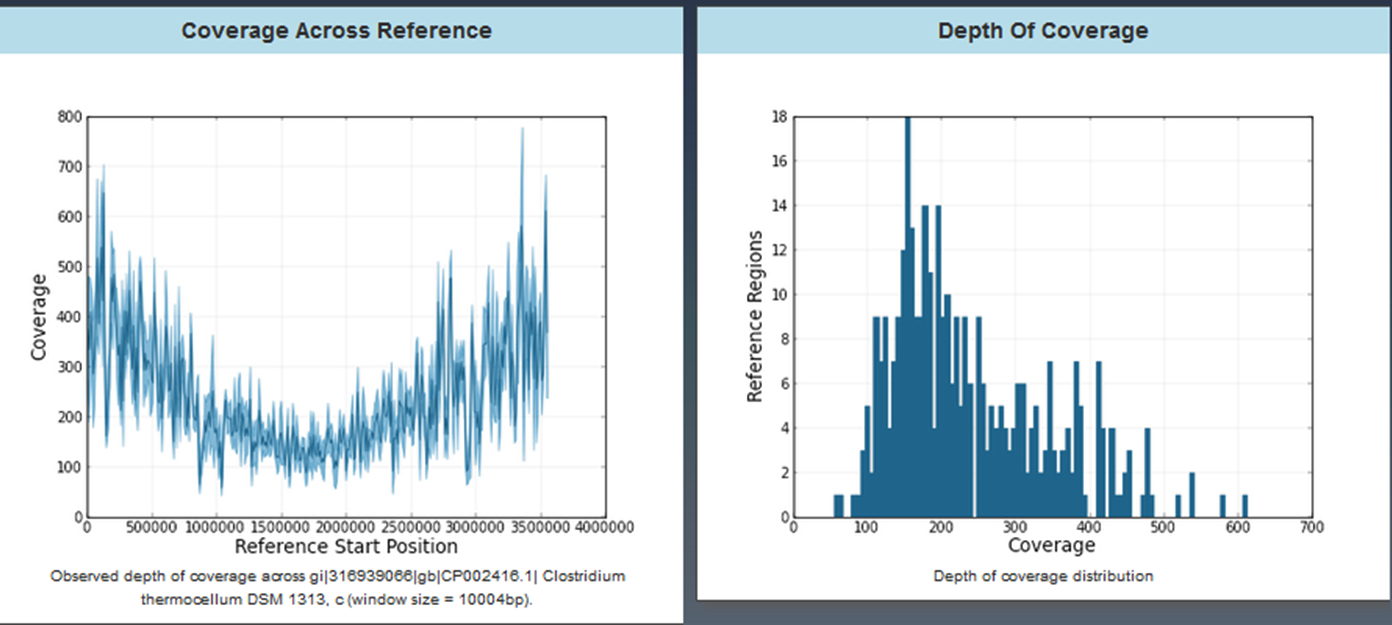 Coverage Across Reference
800
700
600
500
400
300
200
100
0
Coverage
0 500000 1000000 1500000 2000000 2500000 3000000 3500000 4000000
Reference Start Position
Observed depth of coverage across gi|316939066|gb|CP002416.1| Clostridium
thermocellum DSM 1313, c (window size = 10004bp).
Depth Of Coverage
18
16
14
12
10
8
6
4
2
0
Reference Regions
0 100 200 300 400 500 600 700
Coverage
Depth of coverage distribution